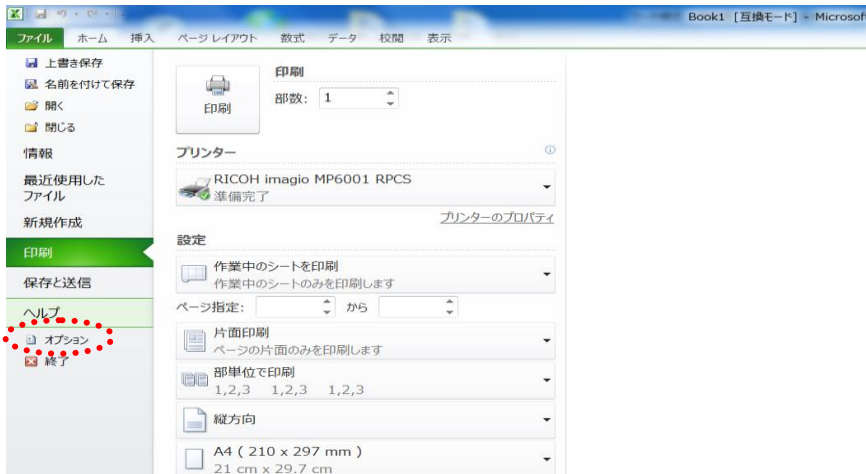 Book1 [互換モード] - Microsoft
ファイル ホーム 挿入 ページ レイアウト 数式 データ 校閲 表示
上書き保存
名前を付けて保存
開く
閉じる
情報
最近使用した
ファイル
新規作成
印刷
保存と送信
ヘルプ
オプション
終了
印刷
印刷
部数: 1
プリンター
RICOH imagio MP6001 RPCS
準備完了
プリンターのプロパティ
設定
作業中のシートを印刷
作業中のシートのみを印刷します
ページ指定: から
片面印刷
ページの片面のみを印刷します
部単位で印刷
1,2,3 1,2,3 1,2,3
縦方向
A4 ( 210 x 297 mm )
21 cm x 29.7 cm